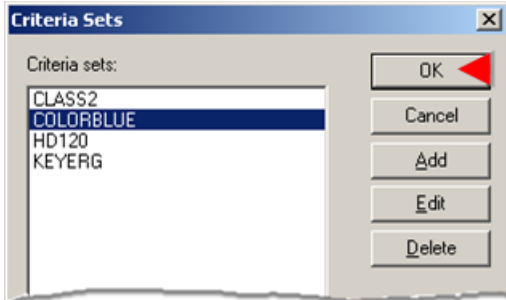 Criteria Sets
Criteria sets:
CLASS2
COLORBLUE
HD120
KEYERG
OK
Cancel
Add
Edit
Delete